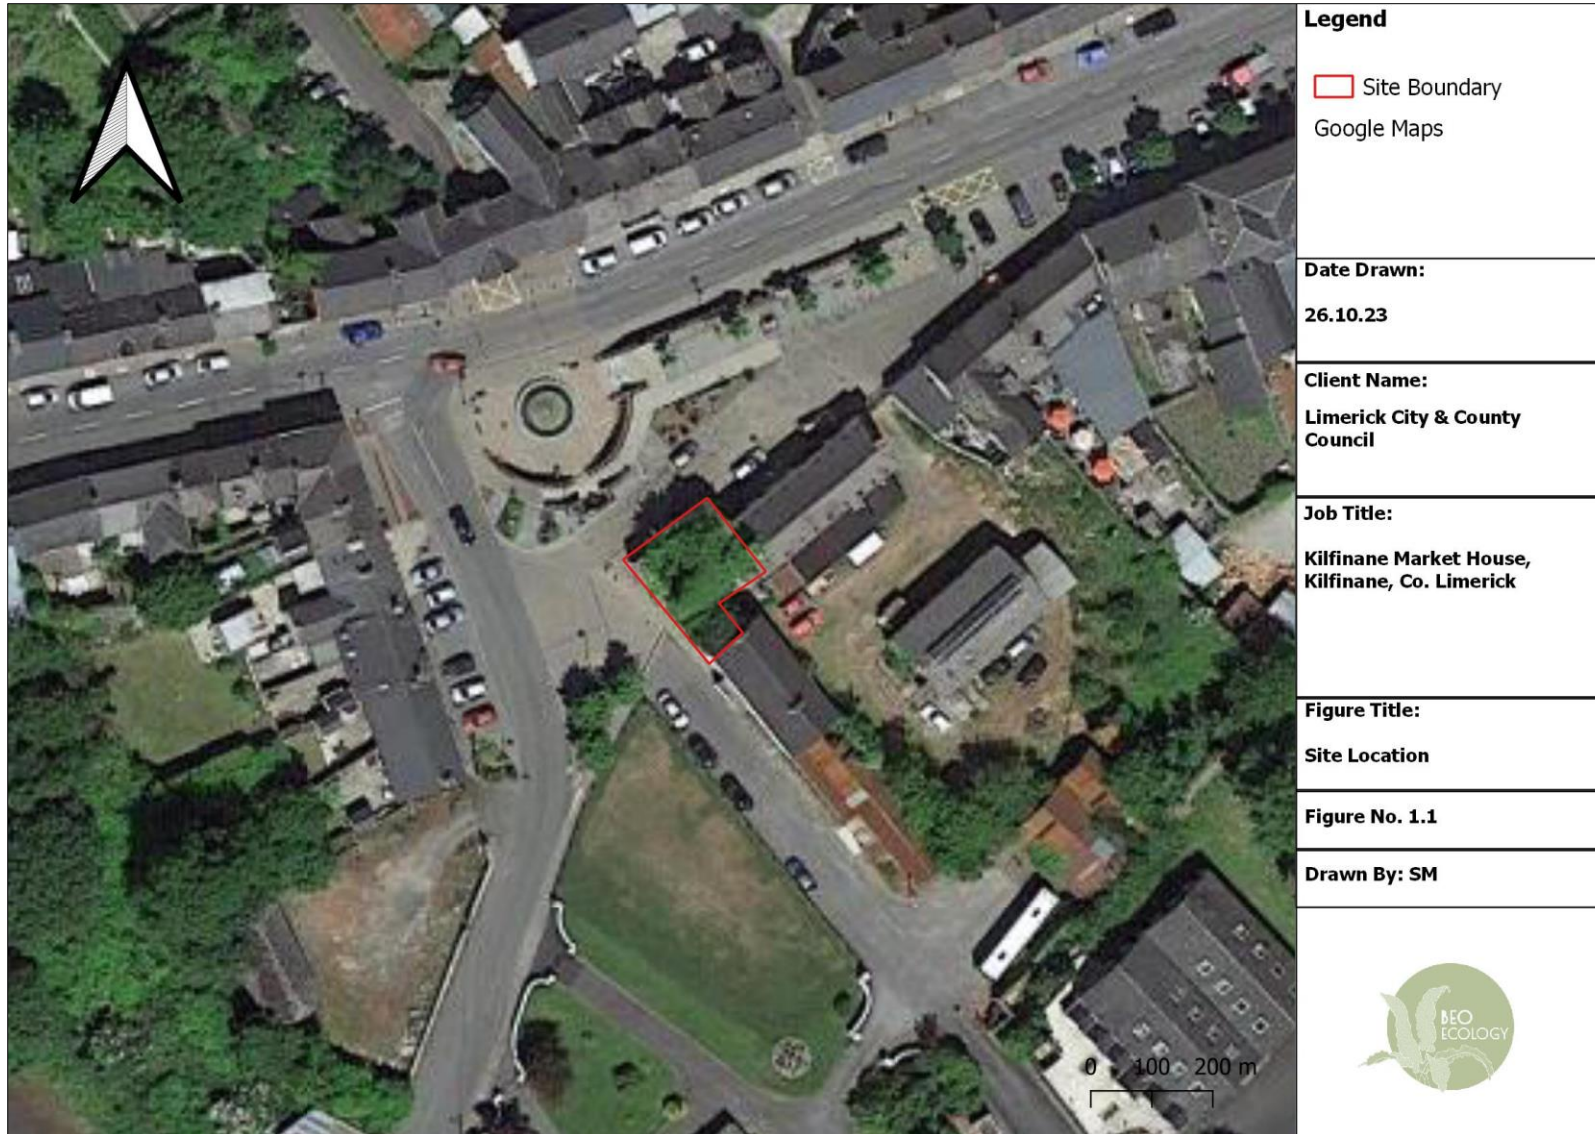 Legend
Site Boundary
Google Maps
Date Drawn:
26.10.23
Client Name:
Limerick City & County
Council
Job Title:
Kilfinane Market House,
Kilfinane, Co. Limerick
Figure Title:
Site Location
Figure No. 1.1
Drawn By: SM
BEO
ECOLOGY
0 100 200 m